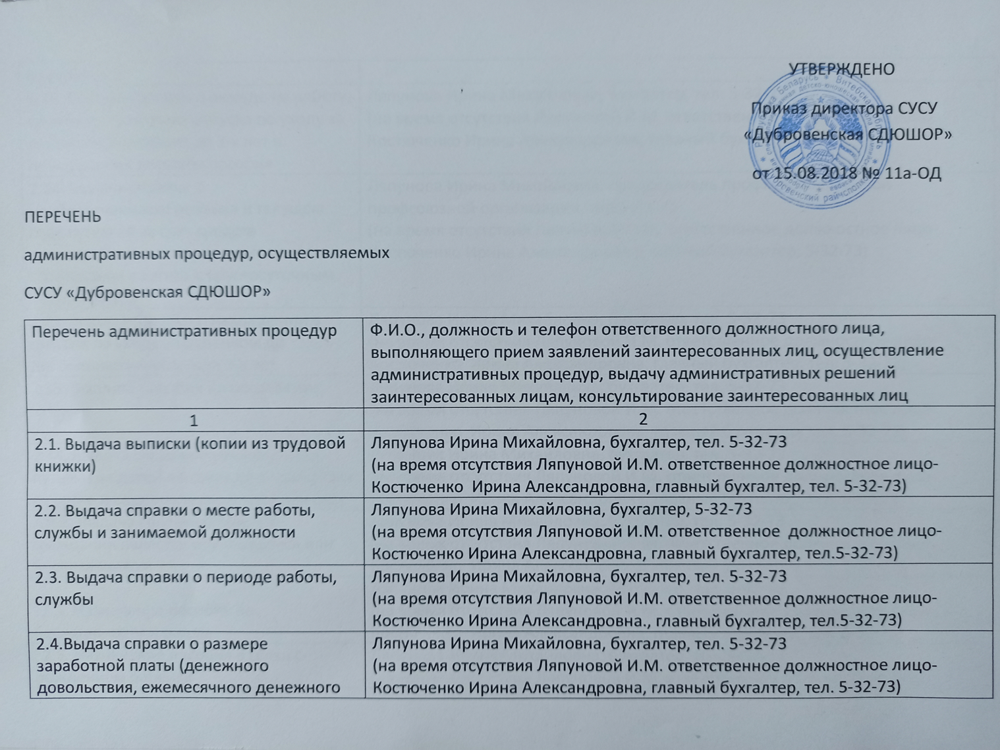 УТВЕРЖДЕНО
Приказ директора СУСУ
«Дубровенская СДЮШОР»
от 15.08.2018 № 11а-ОД
ПЕРЕЧЕНЬ
административных процедур, осуществляемых
СУСУ «Дубровенская СДЮШОР»
Перечень административных процедур
Ф.И.О., должность и телефон ответственного должностного лица,
выполняющего прием заявлений заинтересованных лиц, осуществление
административных процедур, выдачу административных решений
заинтересованных лицам, консультирование заинтересованных лиц
1
2
2.1. Выдача выписки (копии из трудовой
книжки)
Ляпунова Ирина Михайловна, бухгалтер, тел. 5-32-73
(на время отсутствия Ляпуновой И.М. ответственное должностное лицо-
Костюченко  Ирина Александровна, главный бухгалтер, тел. 5-32-73)
2.2. Выдача справки о месте работы,
службы и занимаемой должности
Ляпунова Ирина Михайловна, бухгалтер, 5-32-73
(на время отсутствия Ляпуновой И.М. ответственное  должностное лицо-
Костюченко Ирина Александровна, главный бухгалтер, тел.5-32-73)
2.3. Выдача справки о периоде работы,
службы
Ляпунова Ирина Михайловна, бухгалтер, тел. 5-32-73
(на время отсутствия Ляпуновой И.М. ответственное должностное лицо-
Костюченко Ирина Александровна., главный бухгалтер, тел.5-32-73)
2.4.Выдача справки о размере
заработной платы (денежного
довольствия, ежемесячного денежного
Ляпунова Ирина Михайловна, бухгалтер, тел. 5-32-73
(на время отсутствия Ляпуновой И.М. ответственное должностное лицо-
Костюченко Ирина Александровна, главный бухгалтер, тел. 5-32-73)